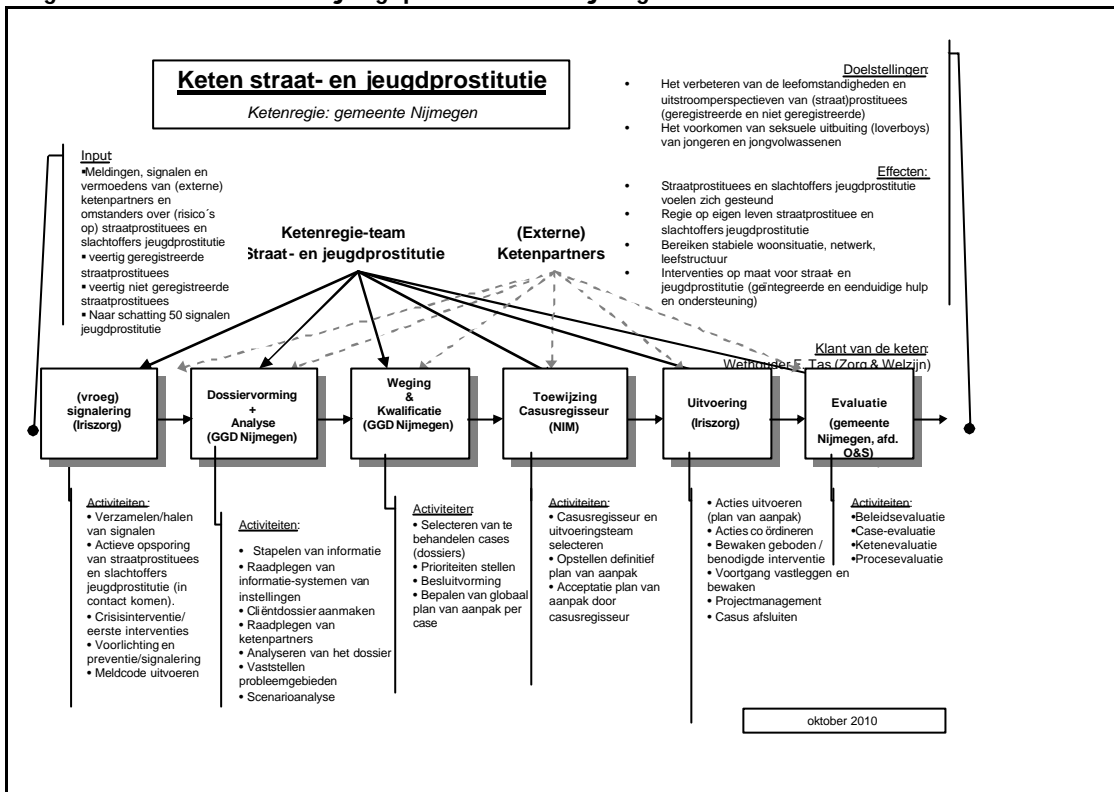 Keten straat- en jeugdprostitutie
Ketenregie: gemeente Nijmegen
Doelstellingen:
• Het verbeteren van de leefomstandigheden en
uitstroomperspectieven van (straat)prostituees
(geregistreerde en niet geregistreerde)
• Het voorkomen van seksuele uitbuiting (loverboys)
van jongeren en jongvolwassenen
Effecten:
• Straatprostituees en slachtoffers jeugdprostitutie
voelen zich gesteund
• Regie op eigen leven straatprostituee en
slachtoffers jeugdprostitutie
• Bereiken stabiele woonsituatie, netwerk,
leefstructuur
• Interventies op maat voor straat- en
jeugdprostitutie (geïntegreerde en eenduidige hulp
en ondersteuning)
Klant van de keten:
Wethouder E. Tas (Zorg & Welzijn)
Input:
▪Meldingen, signalen en
vermoedens van (externe)
ketenpartners en
omstanders over (risico´s
op) straatprostituees en
slachtoffers jeugdprostitutie
▪ veertig geregistreerde
straatprostituees
▪ veertig niet geregistreerde
straatprostituees
▪ Naar schatting 50 signalen
jeugdprostitutie
Ketenregie-team
Straat- en jeugdprostitutie
(Externe)
Ketenpartners
(vroeg)
signalering
(Iriszorg)
Dossiervorming
+
Analyse
(GGD Nijmegen)
Weging
&
Kwalificatie
(GGD Nijmegen)
Toewijzing
Casusregisseur
(NIM)
Uitvoering
(Iriszorg)
Evaluatie
(gemeente
Nijmegen, afd.
O&S)
Activiteiten:
• Verzamelen/halen
van signalen
• Actieve opsporing
van straatprostituees
en slachtoffers
jeugdprostitutie (in
contact komen).
• Crisisinterventie/
eerste interventies
• Voorlichting en
preventie/signalering
• Meldcode uitvoeren
Activiteiten:
• Stapelen van informatie
• Raadplegen van
informatie-systemen van
instellingen
• Cliëntdossier aanmaken
• Raadplegen van
ketenpartners
• Analyseren van het dossier
• Vaststellen
probleemgebieden
• Scenarioanalyse
Activiteiten:
• Selecteren van te
behandelen cases
(dossiers)
• Prioriteiten stellen
• Besluitvorming
• Bepalen van globaal
plan van aanpak per
case
Activiteiten:
• Casusregisseur en
uitvoeringsteam
selecteren
• Opstellen definitief
plan van aanpak
• Acceptatie plan van
aanpak door
casusregisseur
• Acties uitvoeren
(plan van aanpak)
• Acties coördineren
• Bewaken geboden /
benodigde interventie
• Voortgang vastleggen en
bewaken
• Projectmanagement
• Casus afsluiten
Activiteiten:
•Beleidsevaluatie
•Case-evaluatie
•Ketenevaluatie
•Procesevaluatie
oktober 2010